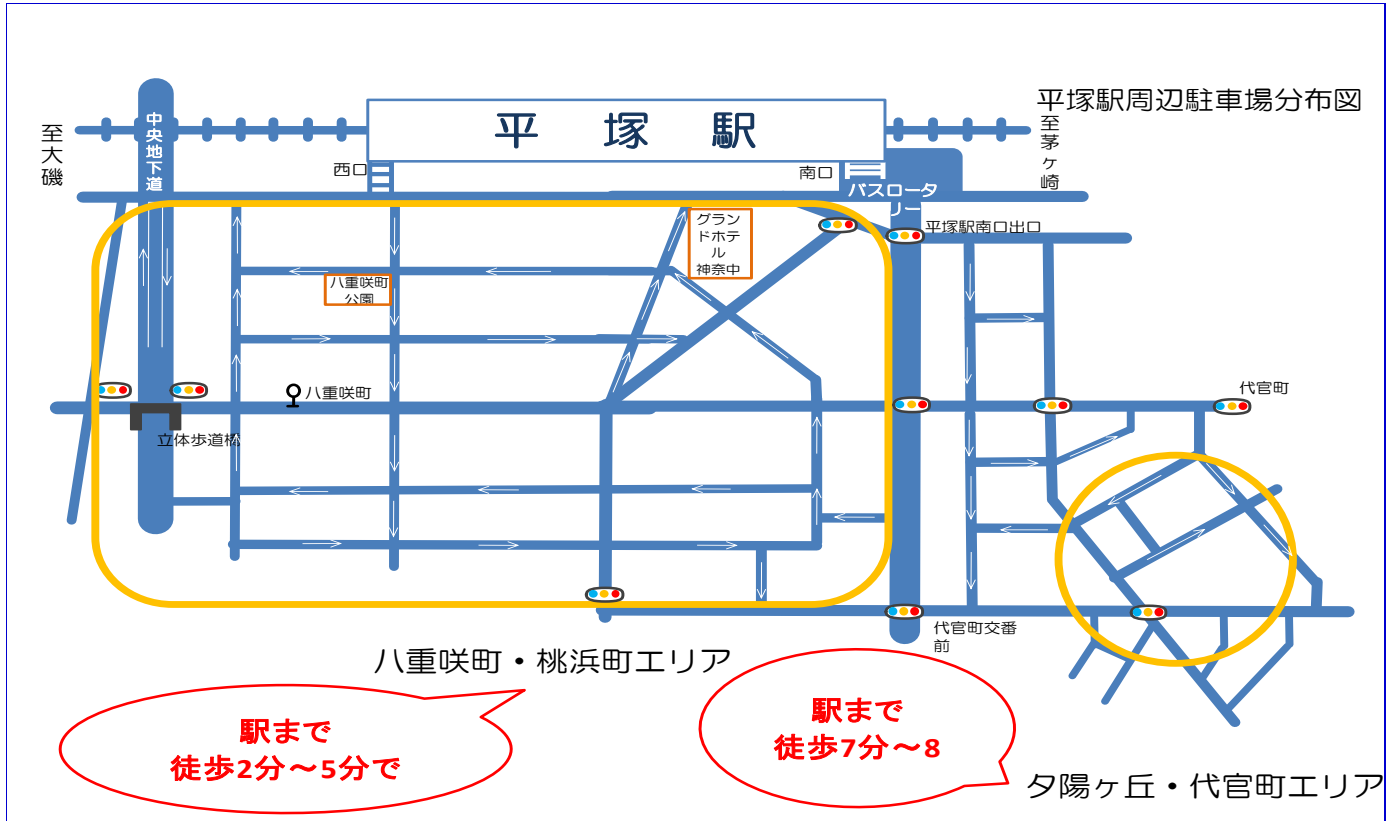 平塚駅周辺駐車場分布図
平塚駅
至大磯
中央地下道
至茅ヶ崎
西口
南口
バスロータ
リー
グラン
ドホテ
ル
神奈中
平塚駅南口出口
八重咲町
公園
八重咲町
代官町
立体歩道橋
代官町交番
前
八重咲町・桃浜町エリア
駅まで
徒歩2分～5分で
駅まで
徒歩7分～8
夕陽ヶ丘・代官町エリア